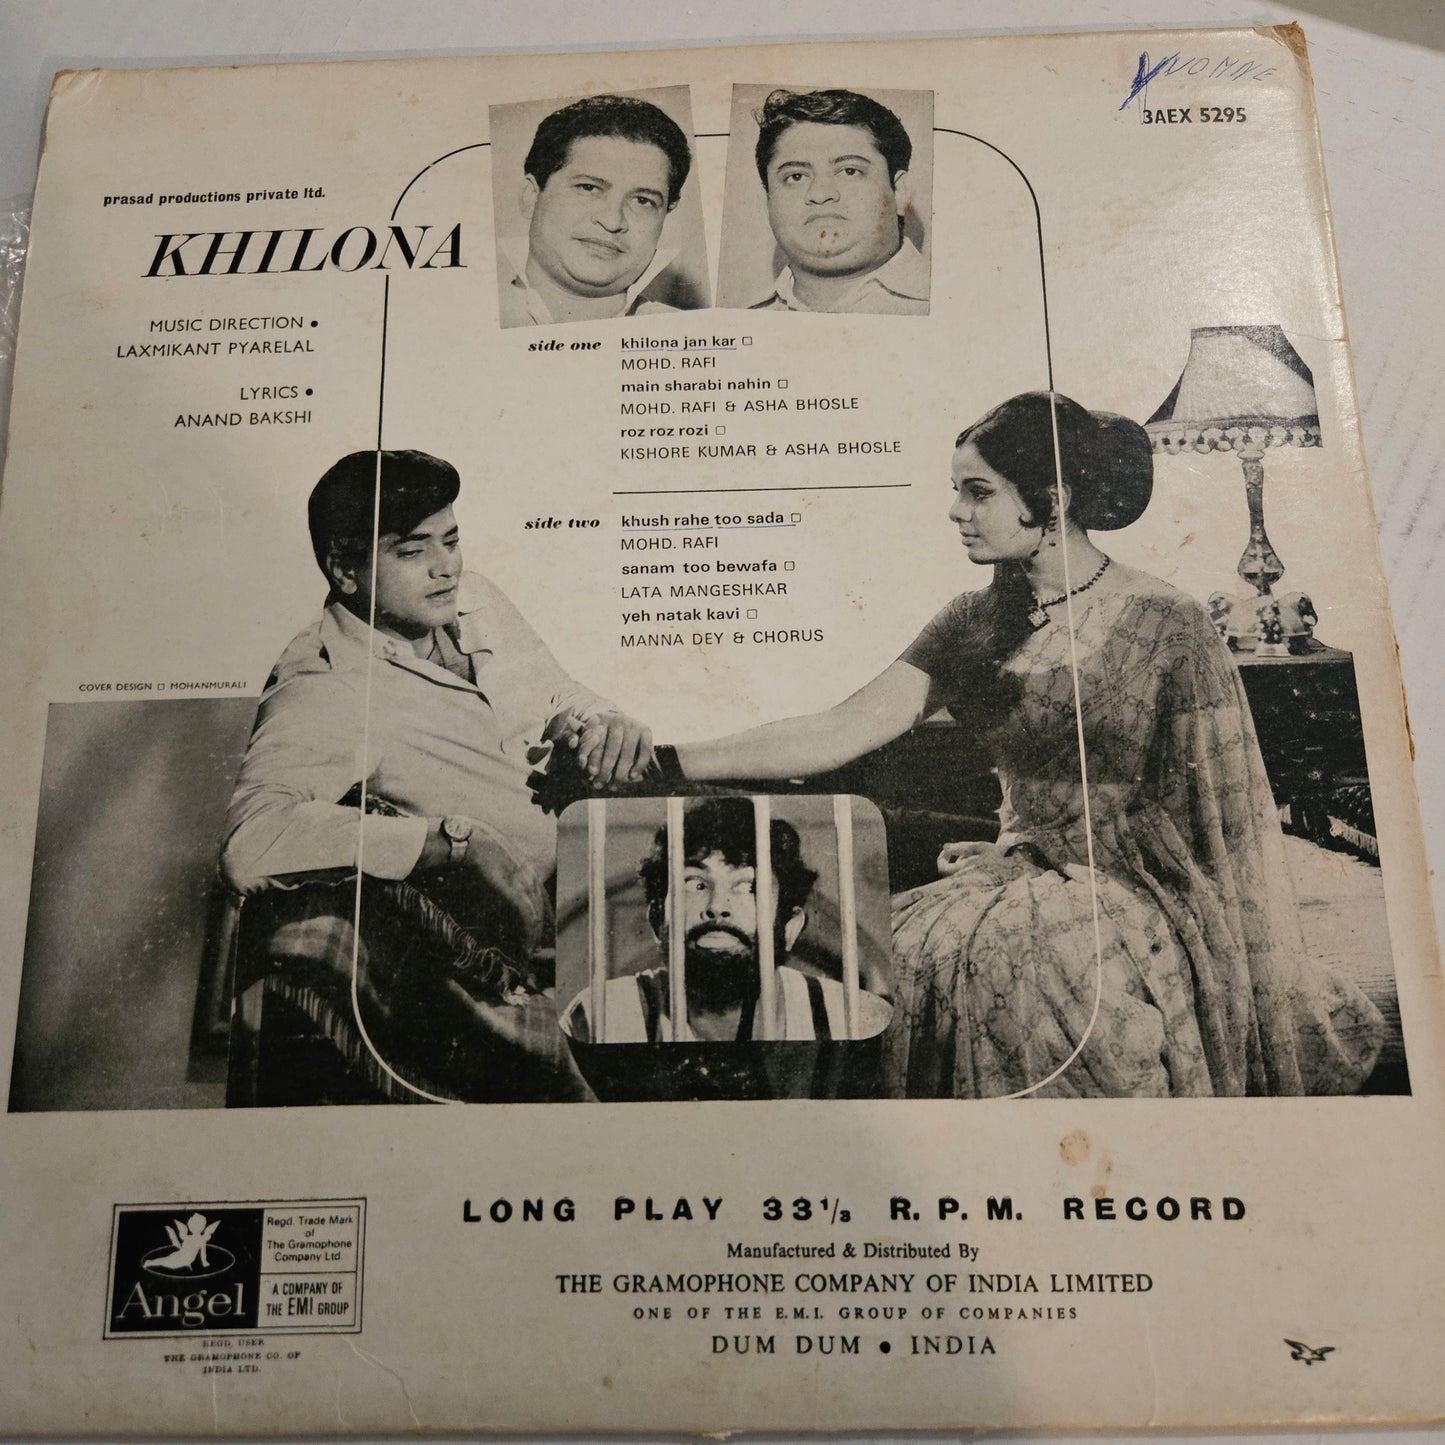 YVONNE
3AEX 5295
prasad productions private ltd.
KHILONA
MUSIC DIRECTION •
LAXMIKANT PYARELAL
LYRICS •
ANAND BAKSHI
side one khilona jan kar □
MOHD. RAFI
main sharabi nahin □
MOHD. RAFI & ASHA BHOSLE
roz roz rozi □
KISHORE KUMAR & ASHA BHOSLE
side two khush rahe too sada □
MOHD. RAFI
sanam too bewafa □
LATA MANGESHKAR
yeh natak kavi □
MANNA DEY & CHORUS
COVER DESIGN □ MOHANMURALI
LONG PLAY 33⅓ R. P. M. RECORD
Manufactured & Distributed By
THE GRAMOPHONE COMPANY OF INDIA LIMITED
ONE OF THE E.M.I. GROUP OF COMPANIES
DUM DUM • INDIA
Angel
Regd. Trade Mark
of
The Gramophone
Company Ltd.
A COMPANY OF
THE EMI GROUP
REGD. USER
THE GRAMOPHONE CO. OF
INDIA LTD.